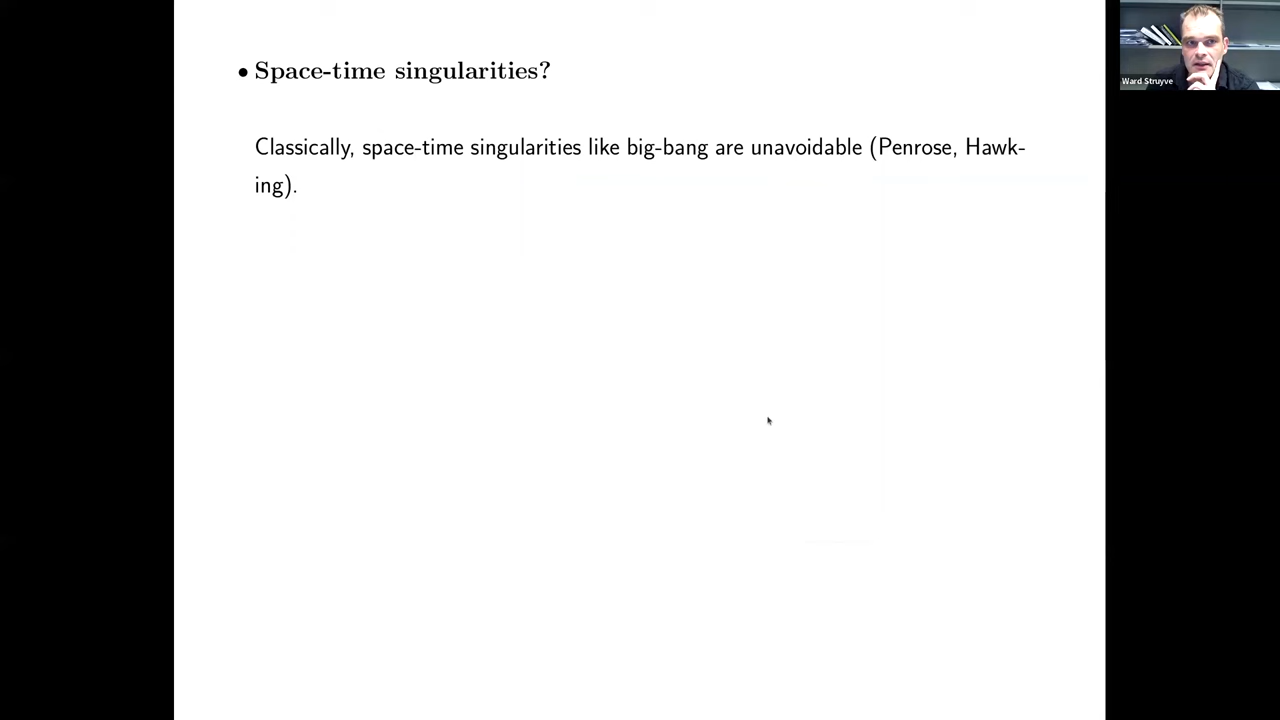 • Space-time singularities?
Classically, space-time singularities like big-bang are unavoidable (Penrose, Hawk-
ing).
Ward Struyve